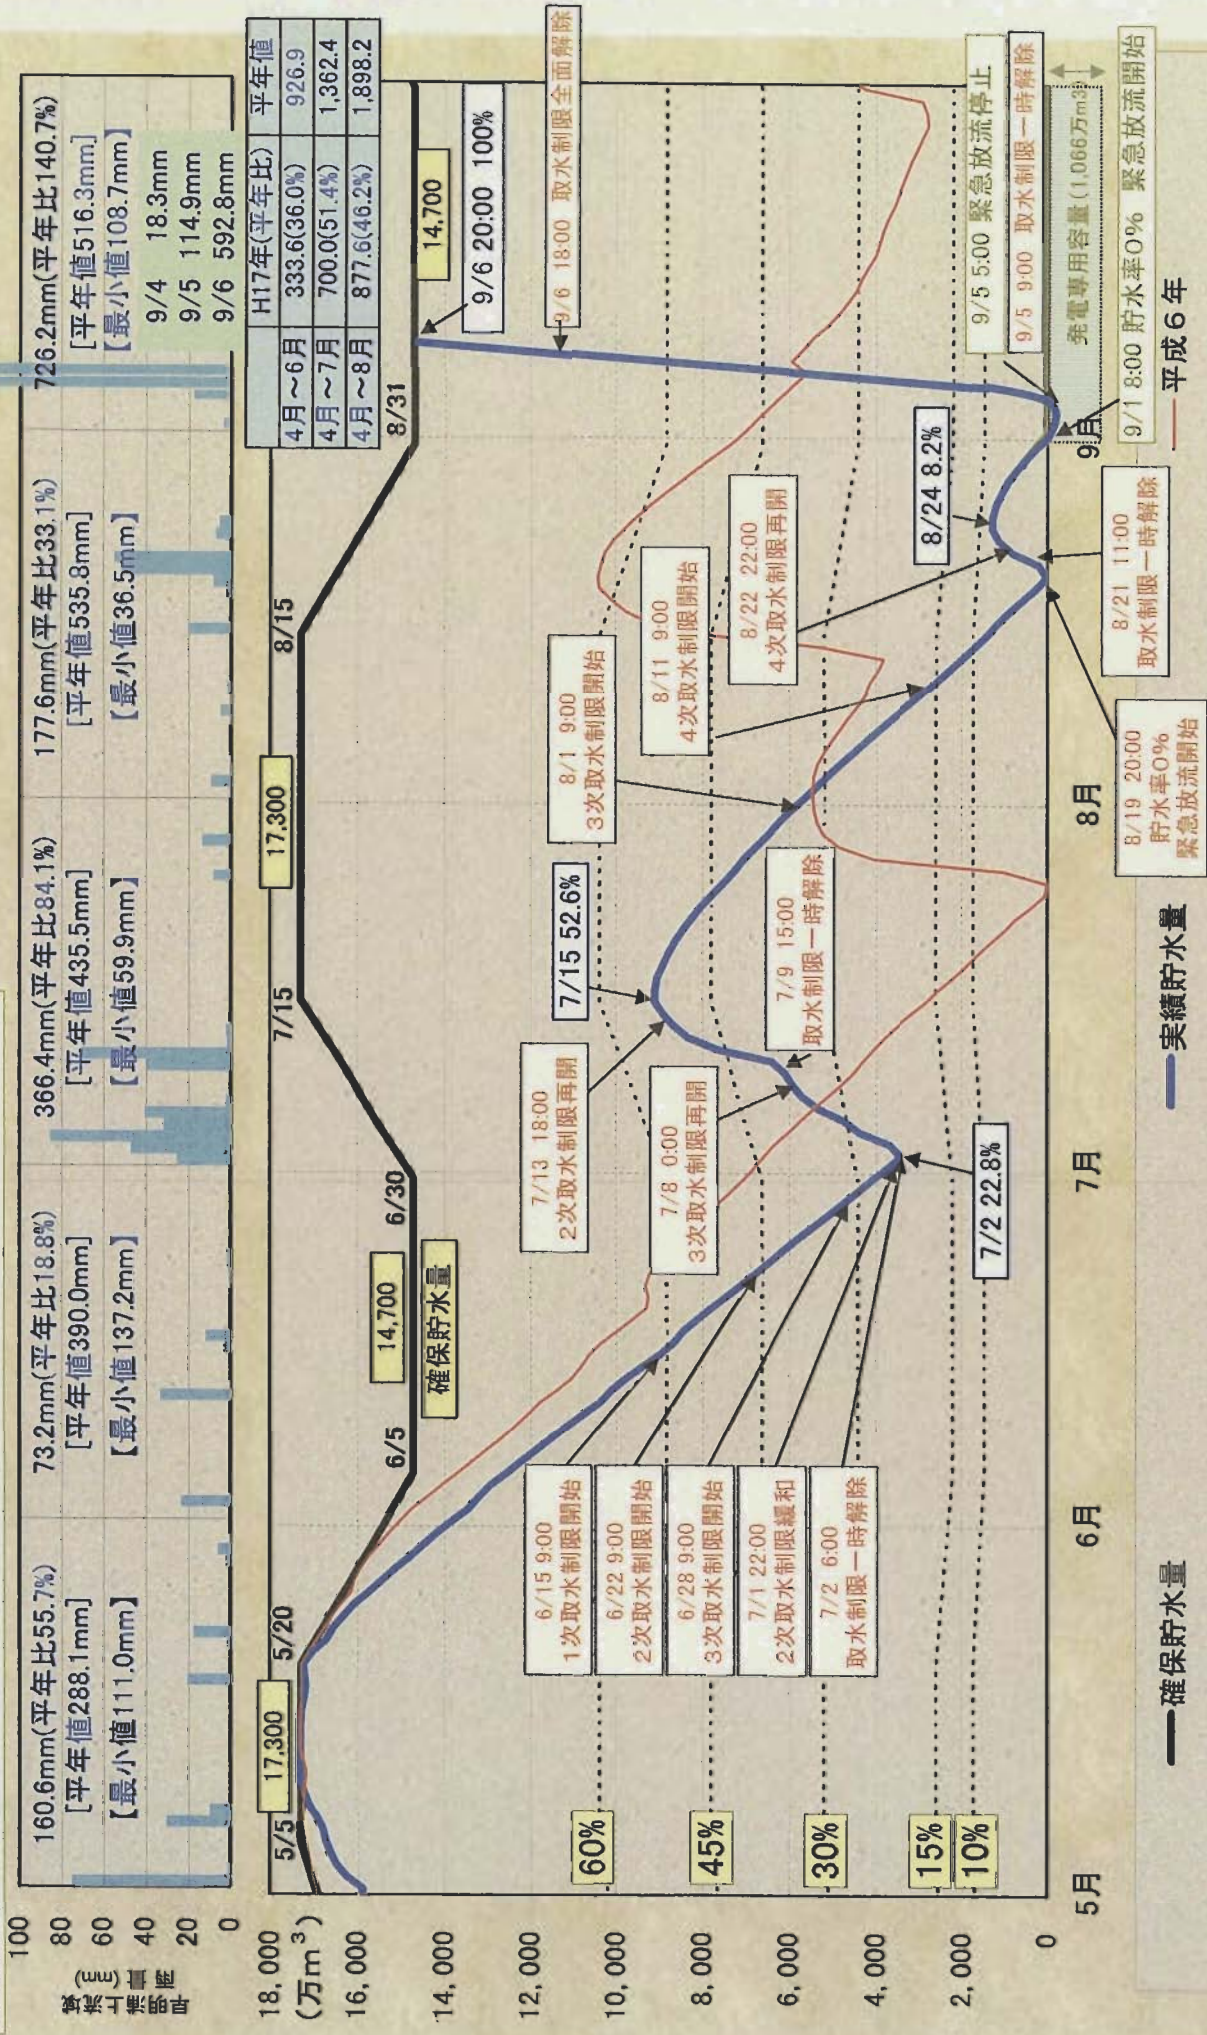 早明浦上流域
雨量(mm)
100
80
60
40
20
0
160.6mm(平年比55.7%)
[平年値288.1mm]
【最小値111.0mm】
73.2mm(平年比18.8%)
[平年値390.0mm]
【最小値137.2mm】
366.4mm(平年比84.1%)
[平年値435.5mm]
【最小値59.9mm】
177.6mm(平年比33.1%)
[平年値535.8mm]
【最小値36.5mm】
726.2mm(平年比140.7%)
[平年値516.3mm]
【最小値108.7mm】
9/4 18.3mm
9/5 114.9mm
9/6 592.8mm
H17年(平年比) 平年値
4月～6月 333.6(36.0%) 926.9
4月～7月 700.0(51.4%) 1,362.4
4月～8月 877.6(46.2%) 1,898.2
18,000
(万m³)
16,000
14,000
12,000
10,000
8,000
6,000
4,000
2,000
0
5/5
17,300
5/20
6/5
14,700
確保貯水量
6/30
7/15
17,300
8/15
8/31
14,700
9/6 20:00 100%
9/6 18:00 取水制限全面解除
60%
45%
30%
15%
10%
6/15 9:00
1次取水制限開始
6/22 9:00
2次取水制限開始
6/28 9:00
3次取水制限開始
7/1 22:00
2次取水制限緩和
7/2 6:00
取水制限一時解除
7/2 22.8%
7/13 18:00
2次取水制限再開
7/8 0:00
3次取水制限再開
7/15 52.6%
7/9 15:00
取水制限一時解除
8/1 9:00
3次取水制限開始
8/11 9:00
4次取水制限開始
8/22 22:00
4次取水制限再開
8/24 8.2%
9/5 5:00 緊急放流停止
9/5 9:00 取水制限一時解除
発電専用容量(1,066万m3)
9/1 8:00 貯水率0% 緊急放流開始
8/21 11:00
取水制限一時解除
8/19 20:00
貯水率0%
緊急放流開始
5月
6月
7月
8月
9月
確保貯水量
実績貯水量
平成6年